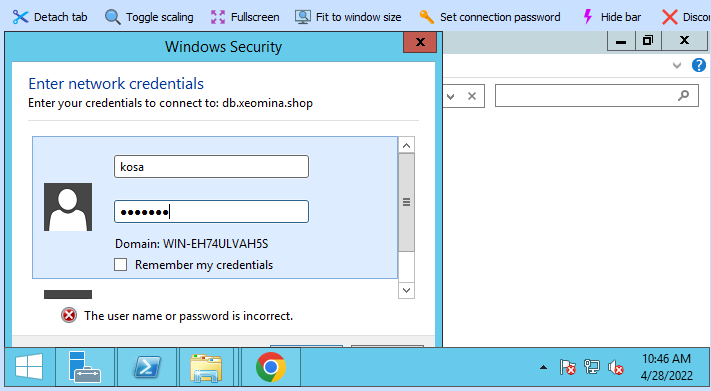 Detach tab Toggle scaling Fullscreen Fit to window size Set connection password Hide bar Discon
Windows Security
Enter network credentials
Enter your credentials to connect to: db.xeomina.shop
kosa
●●●●●●●
Domain: WIN-EH74ULVAH5S
Remember my credentials
The user name or password is incorrect.
10:46 AM
4/28/2022